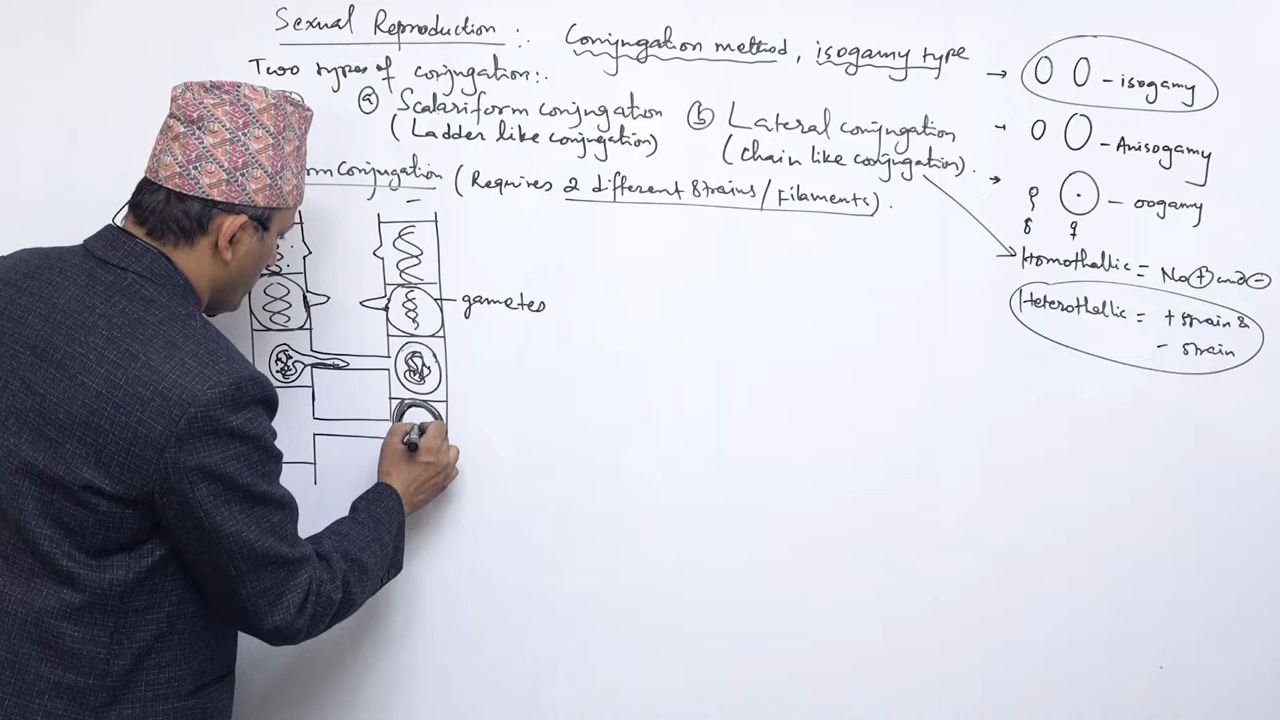 Sexual Reproduction :. Conjugation method, isogamy type
Two types of conjugation:.
ⓐ Scalariform conjugation ⓑ Lateral conjugation
(Ladder like conjugation) (chain like conjugation).
conjugation (Requires 2 different strains / Filaments).
→ – isogamy
→ – Anisogamy
→ – oogamy
♂ ♀
Homothallic = No ⊕ and ⊖
Heterothallic = + strain &
– strain
–
gametes